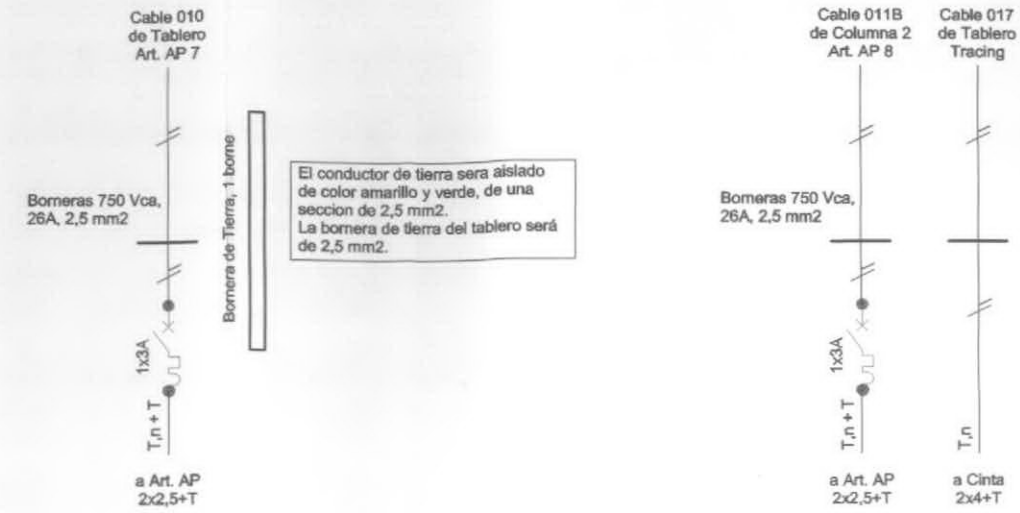 Cable 010
de Tablero
Art. AP 7
Borneras 750 Vca,
26A, 2,5 mm2
1x3A
T,n + T
a Art. AP
2x2,5+T
Bornera de Tierra, 1 borne
El conductor de tierra sera aislado
de color amarillo y verde, de una
seccion de 2,5 mm2.
La bornera de tierra del tablero será
de 2,5 mm2.
Cable 011B
de Columna 2
Art. AP 8
Borneras 750 Vca,
26A, 2,5 mm2
1x3A
T,n + T
a Art. AP
2x2,5+T
Cable 017
de Tablero
Tracing
T,n
a Cinta
2x4+T